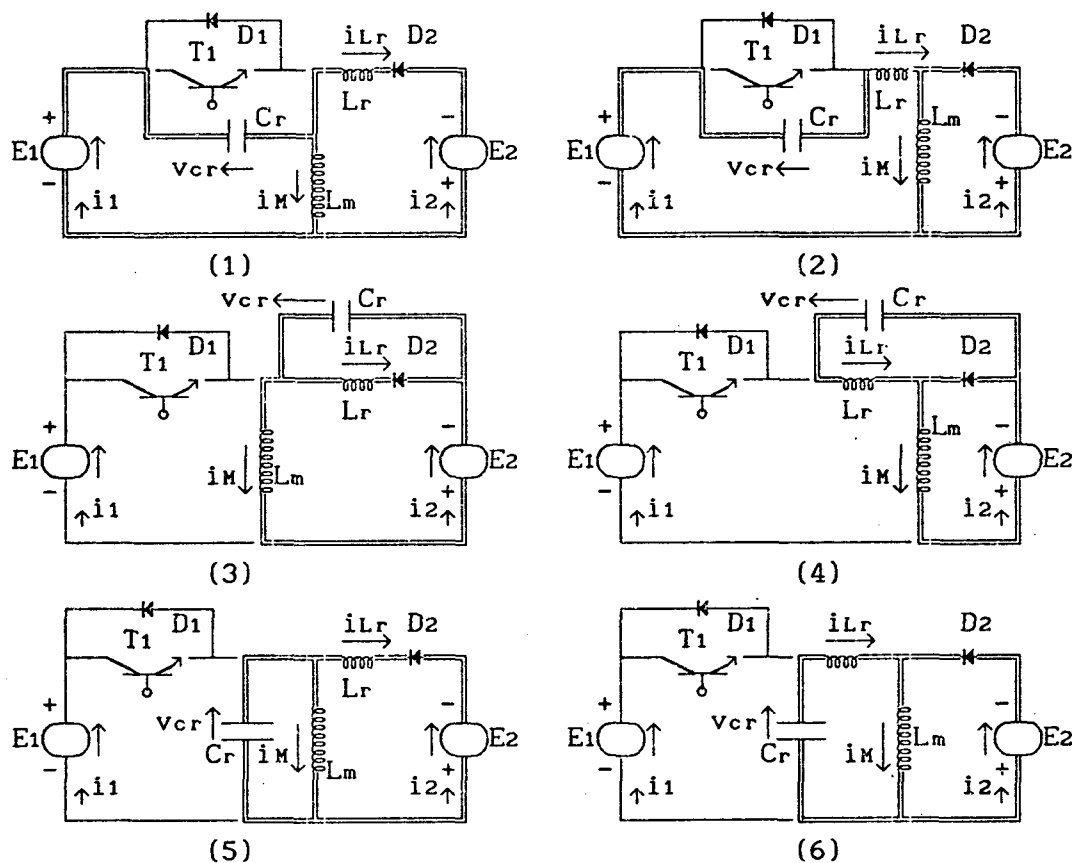 D1 iLr D2
T1
Lr
+ Cr −
E1 E2
− vcr iM Lm +
i1 i2
(1)
D1 iLr D2
T1
Lr Lm
+ Cr −
E1 E2
− vcr iM +
i1 i2
(2)
vcr Cr
D1 iLr D2
T1
Lr
+ −
E1 iM Lm E2
− +
i1 i2
(3)
vcr Cr
D1 iLr D2
T1
Lr Lm
+ −
E1 iM E2
− +
i1 i2
(4)
D1 iLr D2
T1
Lr
+ vcr −
E1 Cr iM Lm E2
− +
i1 i2
(5)
D1 iLr D2
T1
+ vcr −
E1 Cr iM Lm E2
− +
i1 i2
(6)